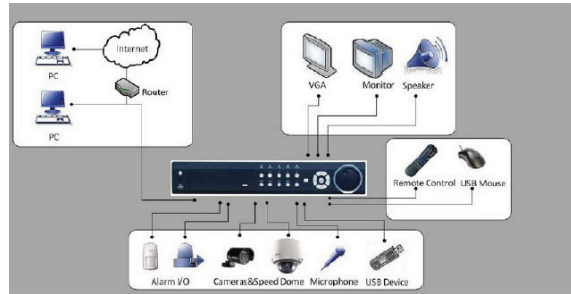 Internet
PC
Router
PC
VGA Monitor Speaker
Remote Control USB Mouse
Alarm I/O Cameras&Speed Dome Microphone USB Device